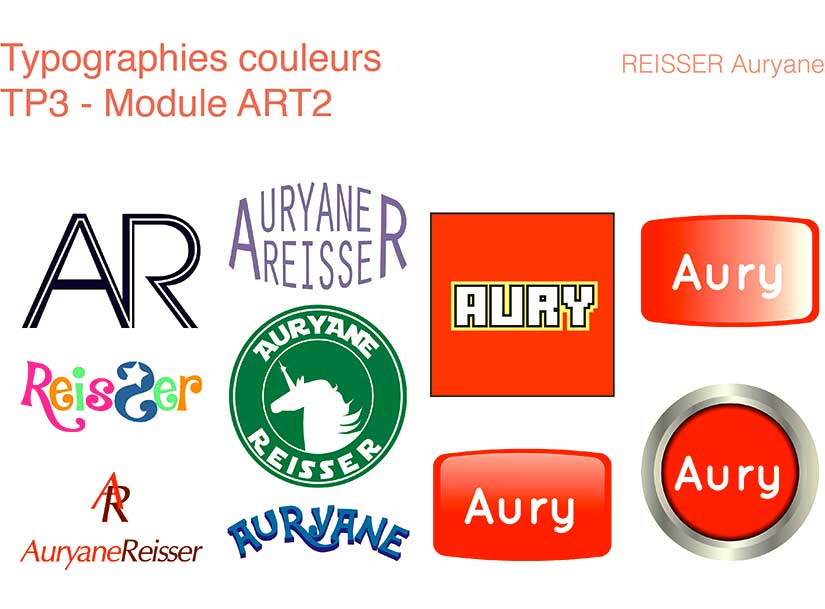 Typographies couleurs
TP3 - Module ART2
REISSER Auryane
AR
AURYANE
REISSER
AURY
Aury
Reisser
AURYANE
REISSER
AR
AuryaneReisser
AURYANE
Aury
Aury